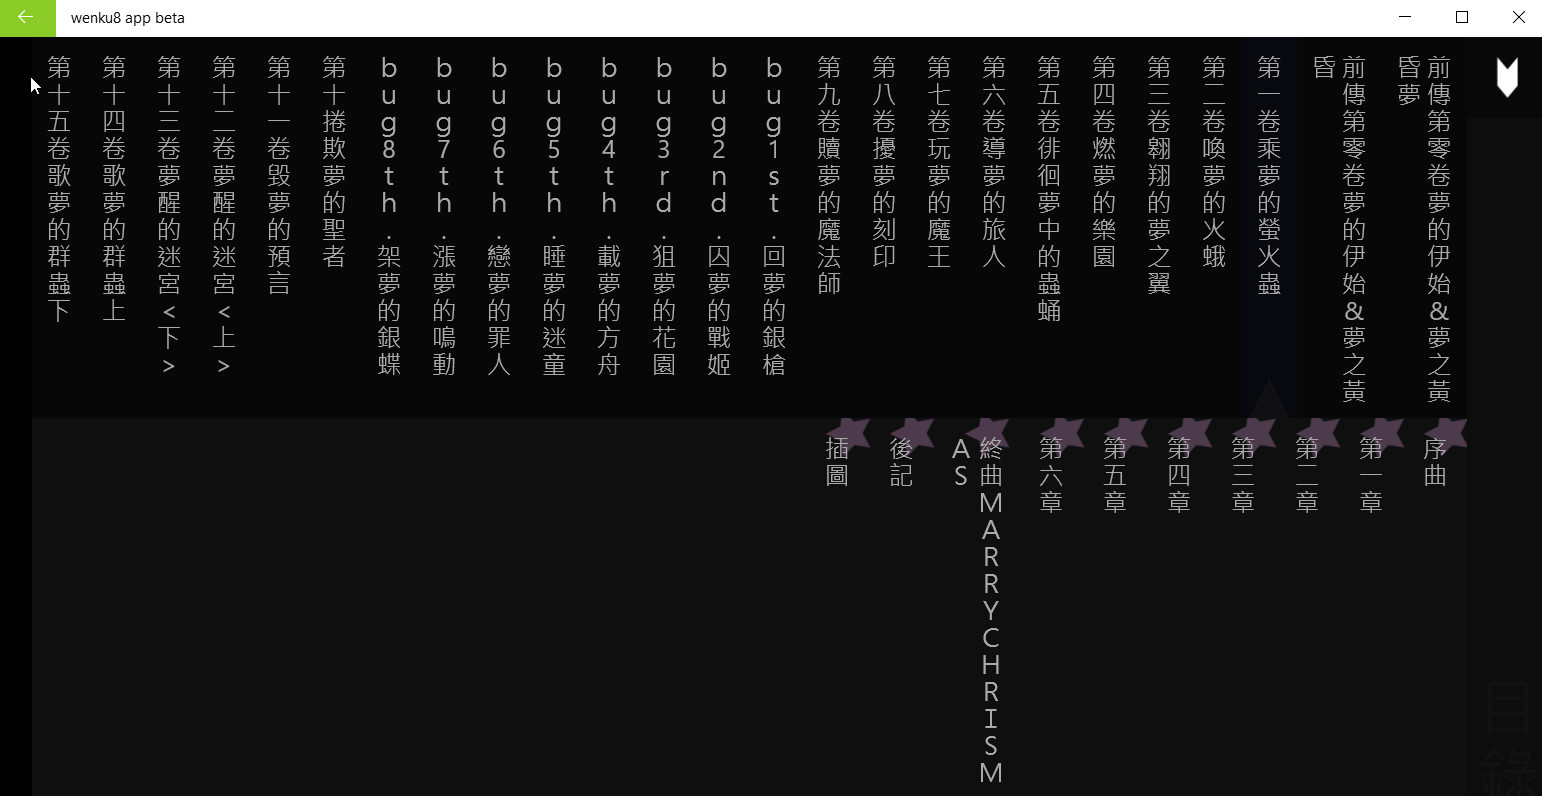 wenku8 app beta
前傳第零卷夢的伊始&夢之黃
昏夢
前傳第零卷夢的伊始&夢之黃
昏
第一卷乘夢的螢火蟲
第二卷喚夢的火蛾
第三卷翱翔的夢之翼
第四卷燃夢的樂園
第五卷徘徊夢中的蟲蛹
第六卷導夢的旅人
第七卷玩夢的魔王
第八卷擾夢的刻印
第九卷贖夢的魔法師
bug1st.回夢的銀槍
bug2nd.囚夢的戰姬
bug3rd.狙夢的花園
bug4th.載夢的方舟
bug5th.睡夢的迷童
bug6th.戀夢的罪人
bug7th.漲夢的鳴動
bug8th.架夢的銀蝶
第十捲欺夢的聖者
第十一卷毀夢的預言
第十二卷夢醒的迷宮<上>
第十三卷夢醒的迷宮<下>
第十四卷歌夢的群蟲上
第十五卷歌夢的群蟲下
序曲
第一章
第二章
第三章
第四章
第五章
第六章
終曲MARRYCHRISM
AS
後記
插圖
目錄